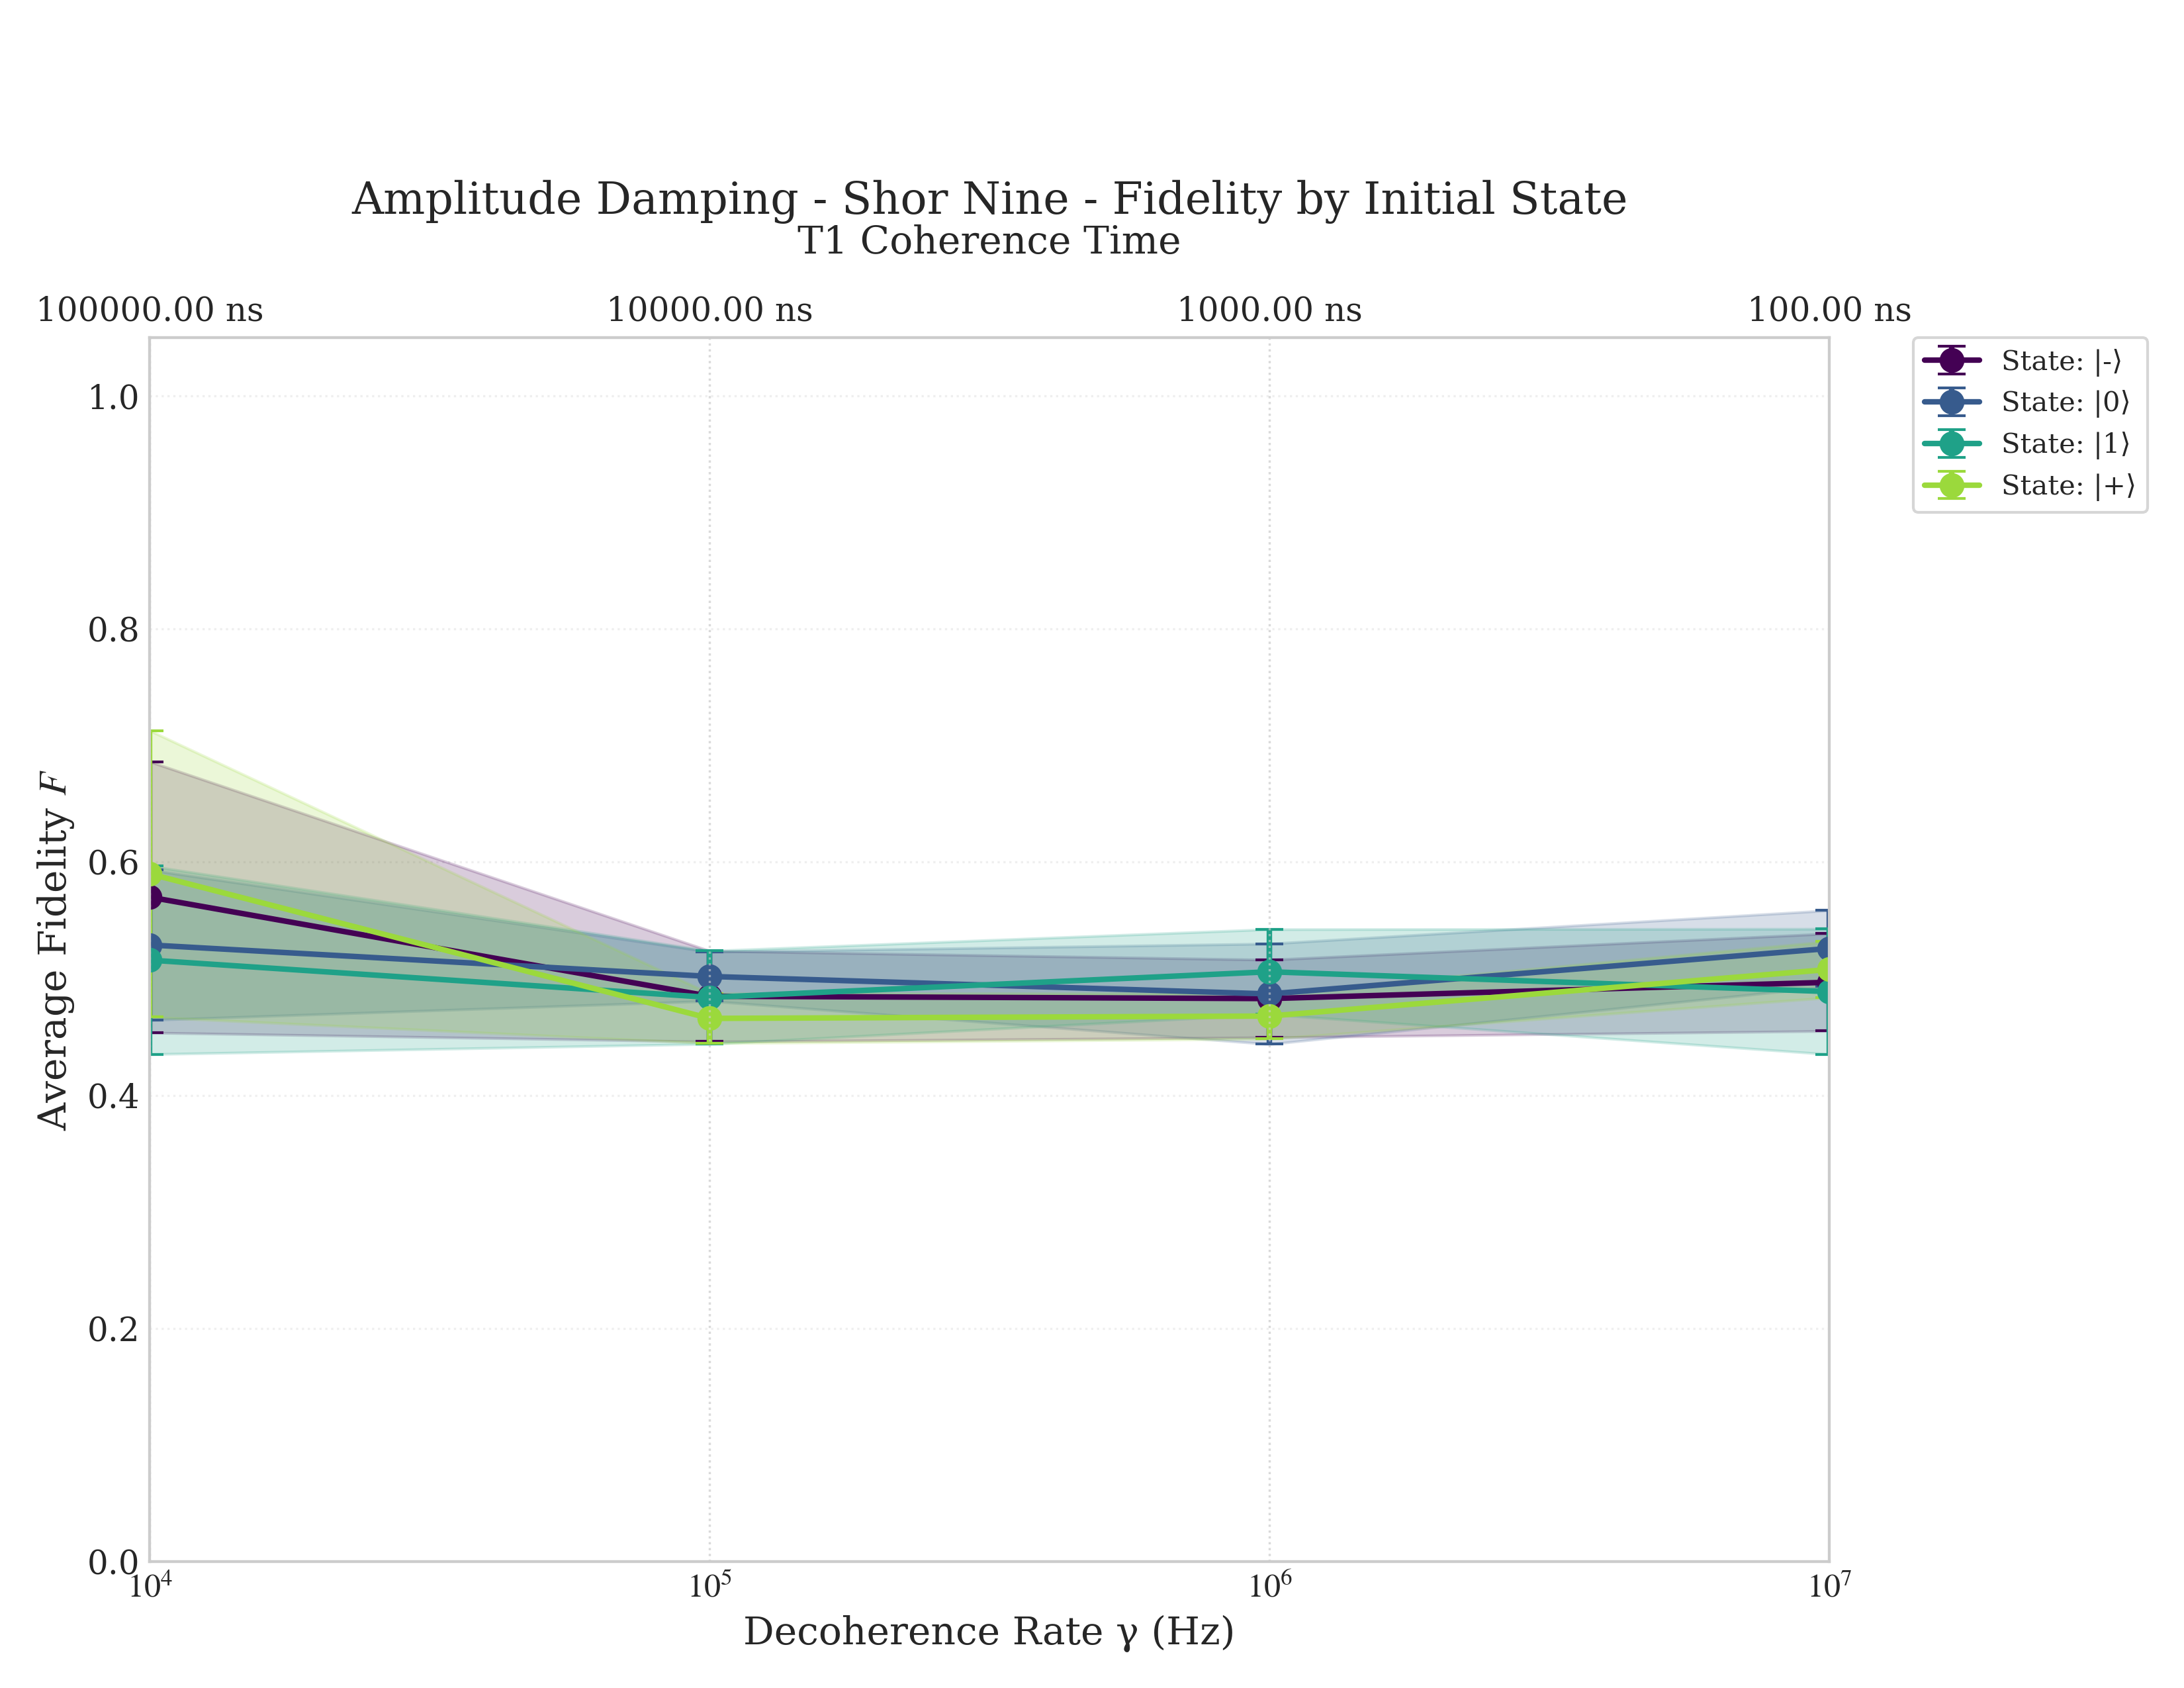 Amplitude Damping - Shor Nine - Fidelity by Initial State
T1 Coherence Time
100000.00 ns 10000.00 ns 1000.00 ns 100.00 ns
State: |-⟩
State: |0⟩
State: |1⟩
State: |+⟩
1.0
0.8
0.6
0.4
0.2
0.0
Average Fidelity F
10⁴ 10⁵ 10⁶ 10⁷
Decoherence Rate γ (Hz)